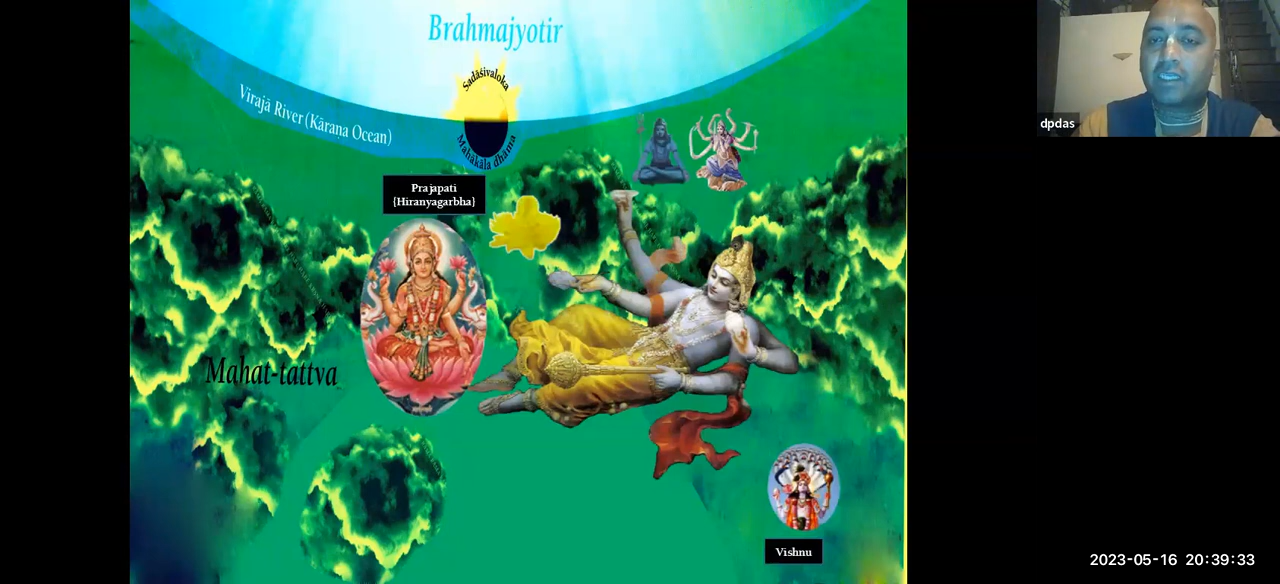 Brahmajyotir
Sadāśivaloka
Virajā River (Kārana Ocean)
Mahākāla dhāma
dpdas
Prajapati
{Hiranyagarbha}
Mahat-tattva
Vishnu
2023-05-16 20:39:33